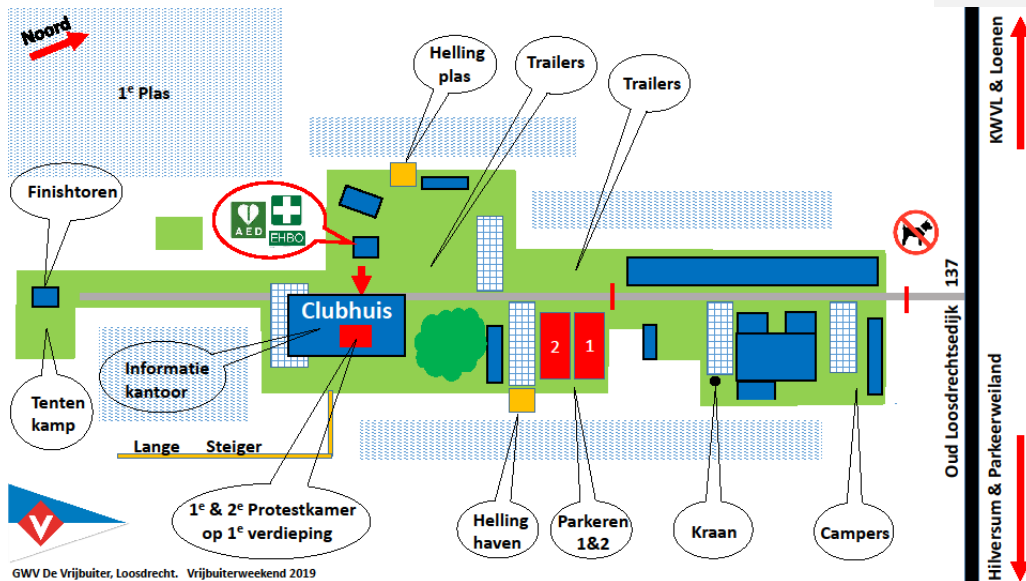 Noord
1e Plas
Helling
plas
Trailers
Trailers
KWVL & Loenen
Finishtoren
AED
EHBO
Clubhuis
2
1
Oud Loosdrechtsedijk 137
Informatie
kantoor
Tenten
kamp
Lange Steiger
1e & 2e Protestkamer
op 1e verdieping
Helling
haven
Parkeren
1&2
Kraan
Campers
Hilversum & Parkeerweiland
V
GWV De Vrijbuiter, Loosdrecht. Vrijbuiterweekend 2019